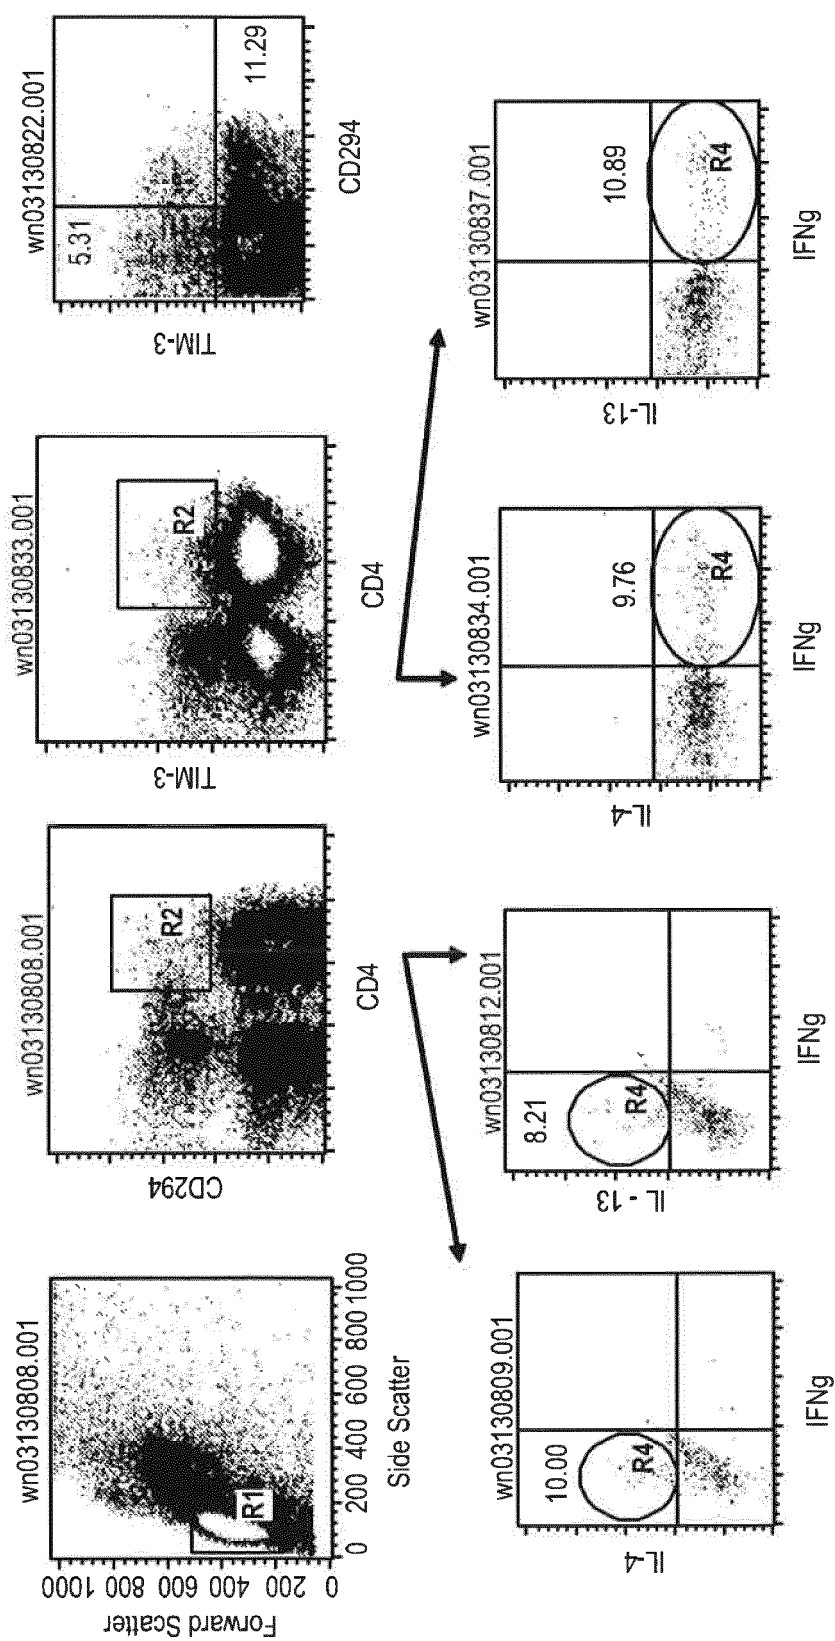 wn03130808.001
Forward Scatter
1000
800
600
400
200
0
R1
0 200 400 600 800 1000
Side Scatter
wn03130808.001
CD294
R2
CD4
wn03130833.001
TIM-3
R2
CD4
wn03130822.001
TIM-3
5.31
11.29
CD294
wn03130809.001
IL-4
10.00
R4
IFNg
wn03130812.001
IL - 13
8.21
R4
IFNg
wn03130834.001
IL-4
9.76
R4
IFNg
wn03130837.001
IL-13
10.89
R4
IFNg